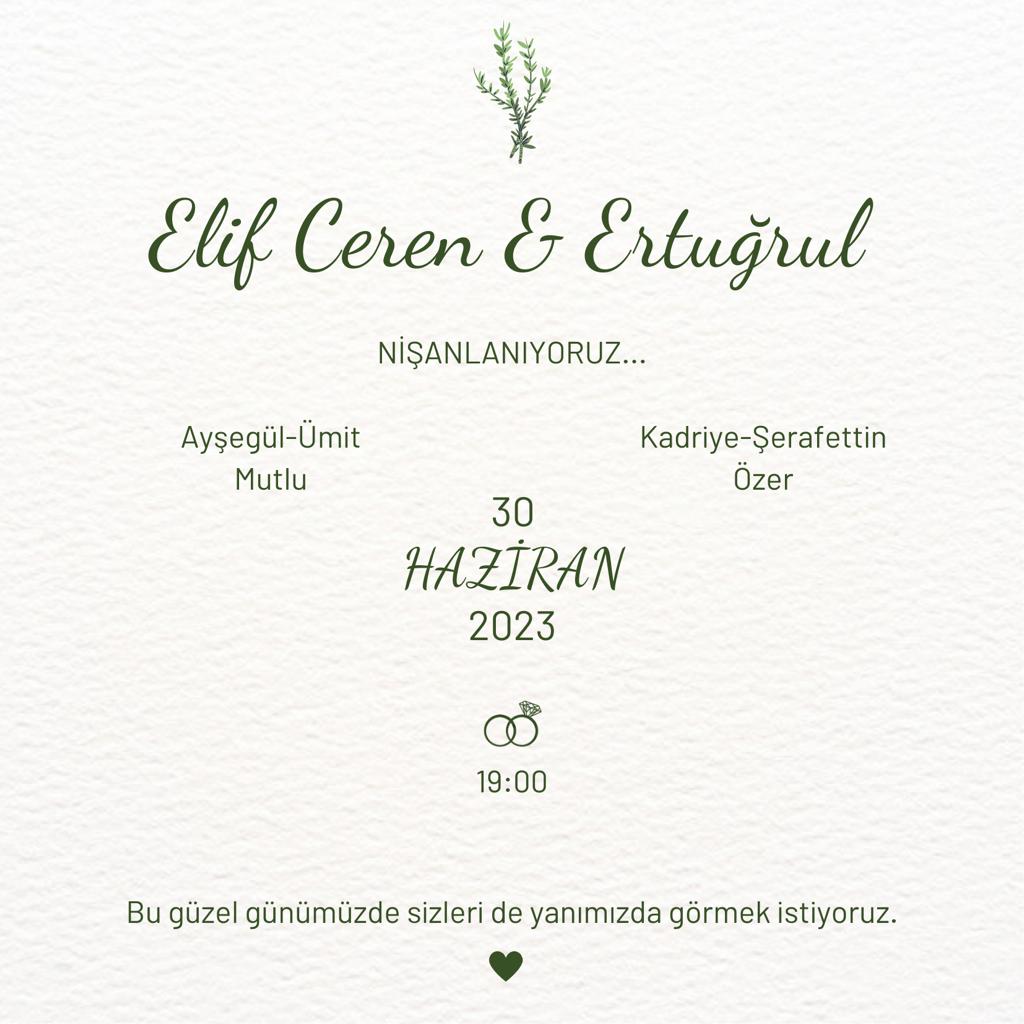 Elif Ceren & Ertuğrul
NİŞANLANIYORUZ...
Ayşegül-Ümit
Mutlu
Kadriye-Şerafettin
Özer
30
HAZİRAN
2023
19:00
Bu güzel günümüzde sizleri de yanımızda görmek istiyoruz.